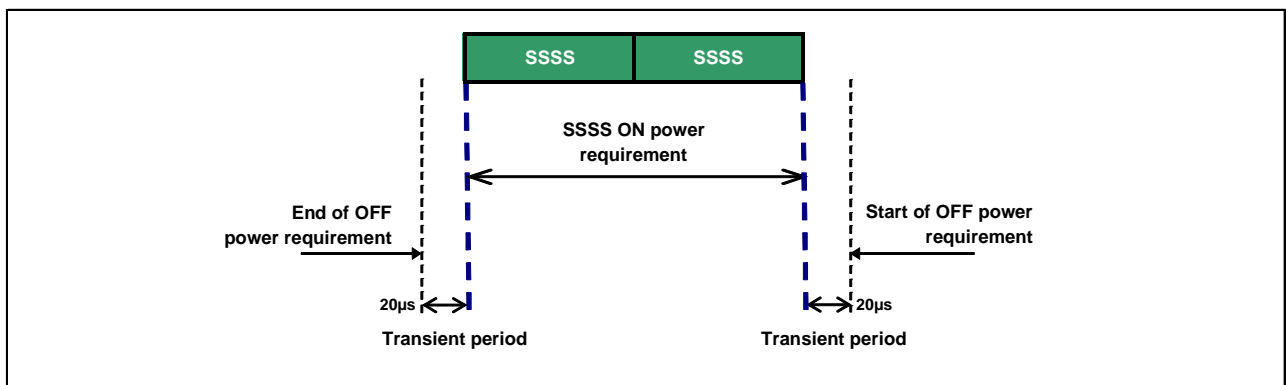 SSSS SSSS
SSSS ON power
requirement
End of OFF
power requirement
Start of OFF power
requirement
20µs 20µs
Transient period Transient period